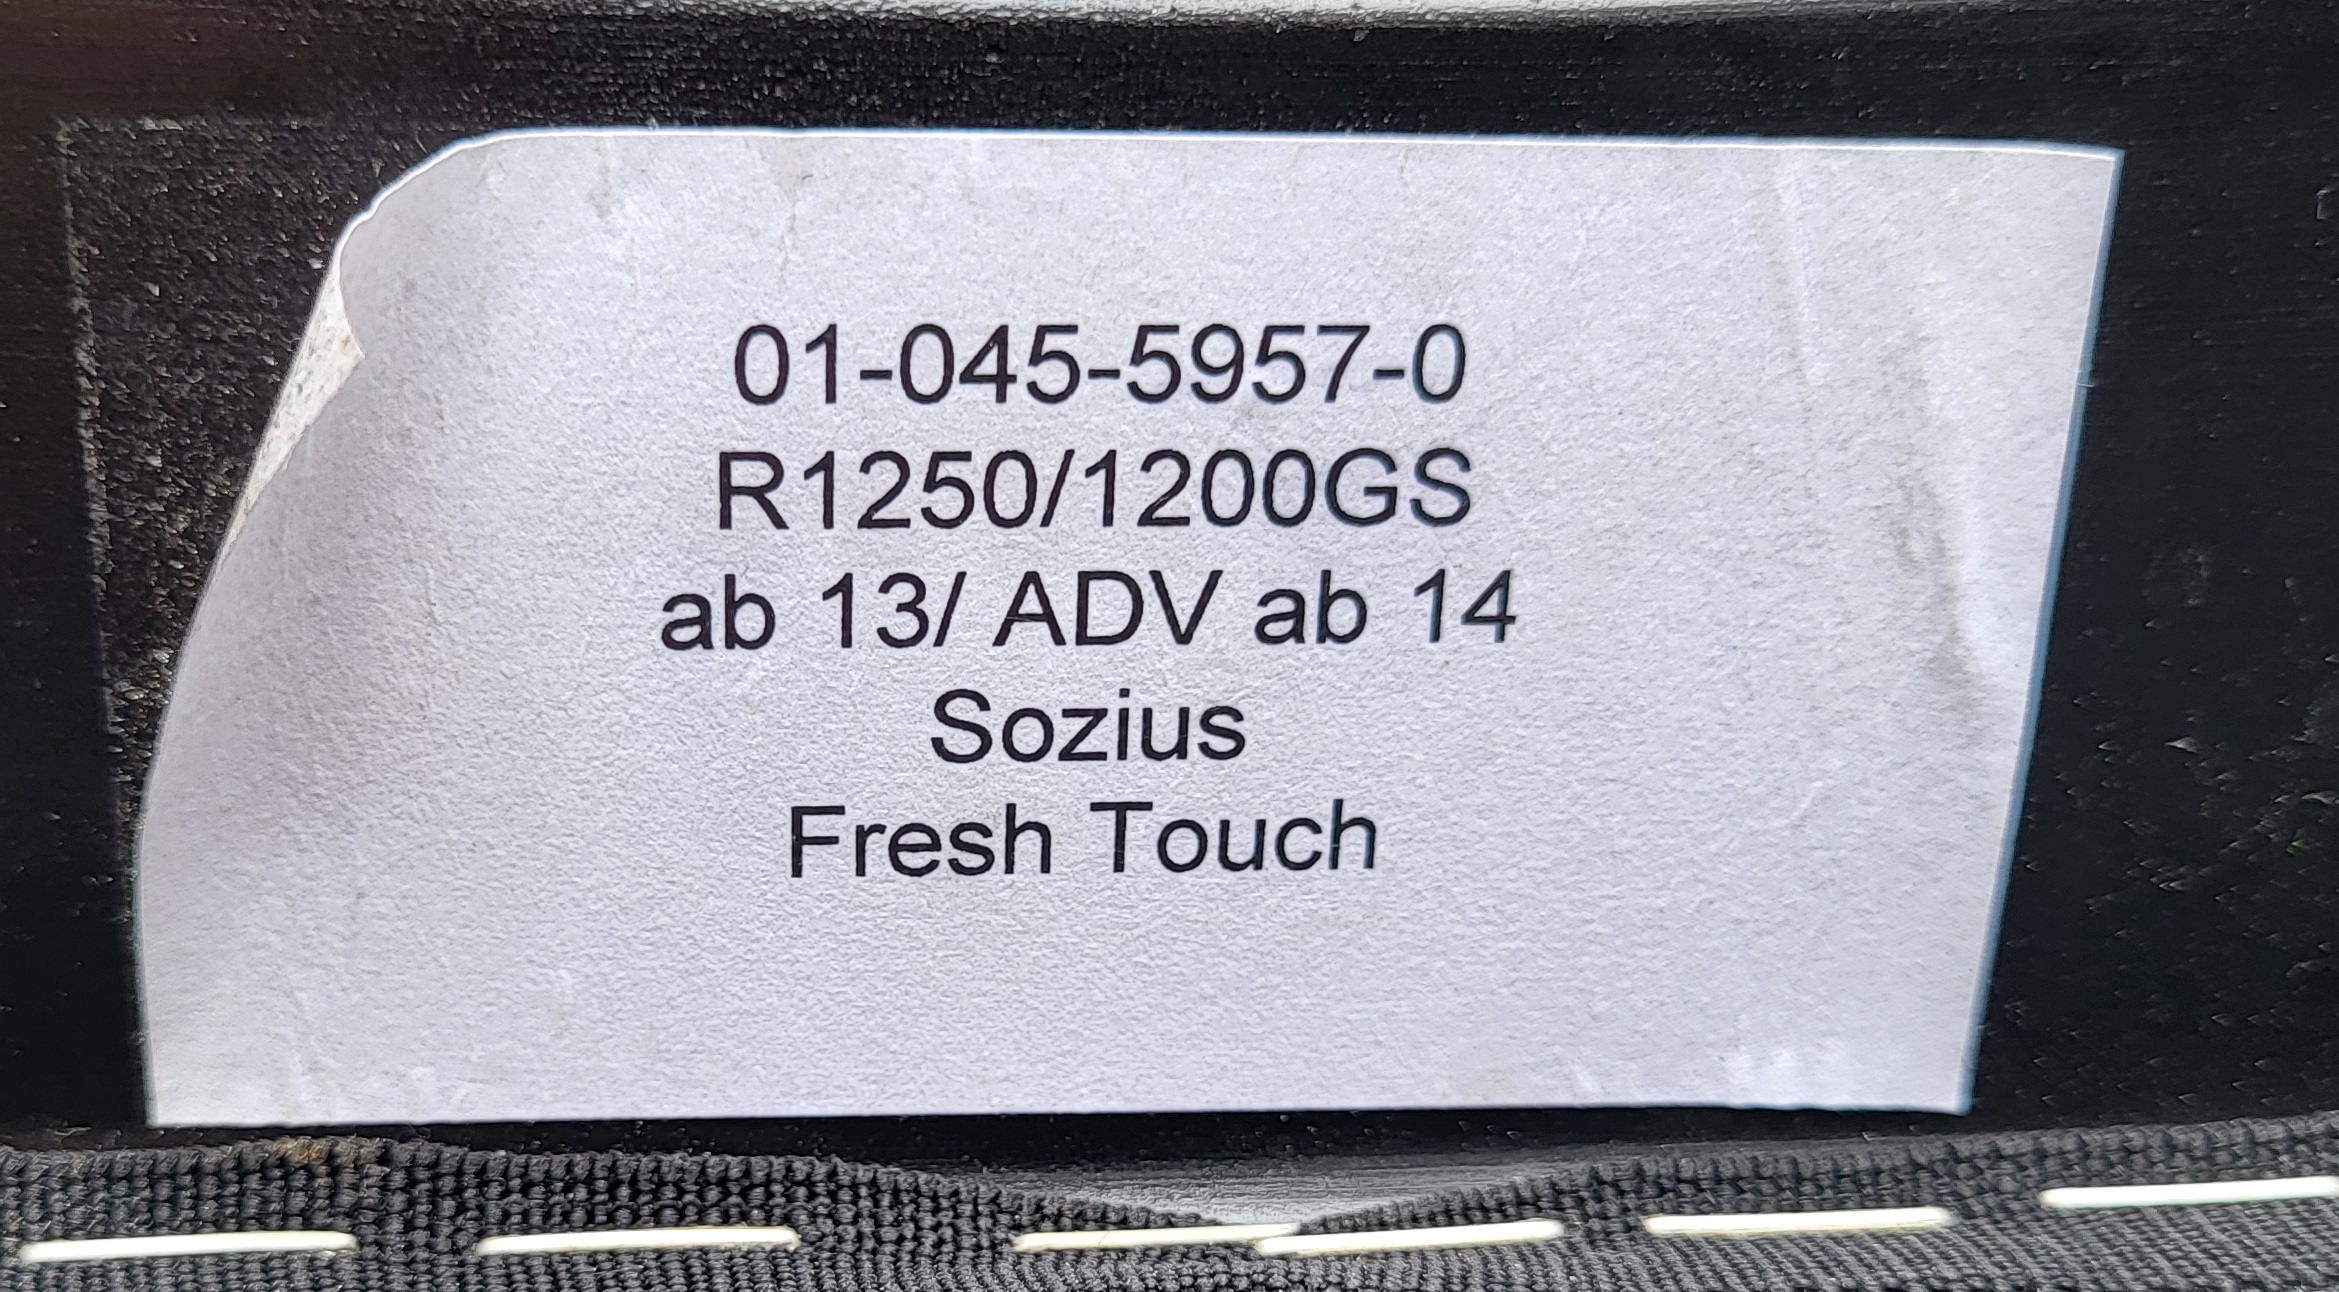 01-045-5957-0
R1250/1200GS
ab 13/ ADV ab 14
Sozius
Fresh Touch